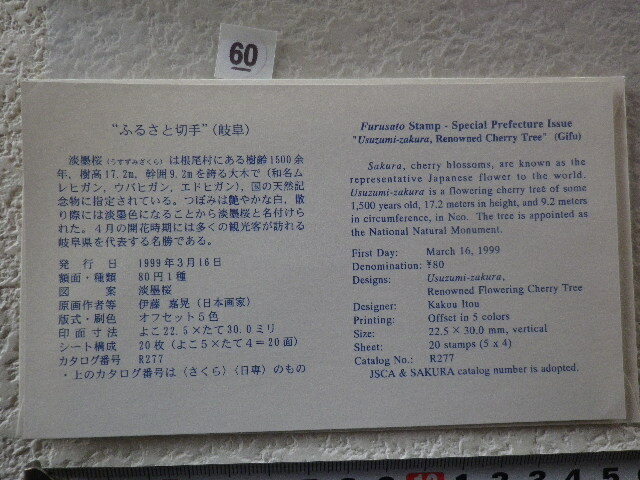 60
“ふるさと切手”(岐阜)
淡墨桜(うすずみざくら)は根尾村にある樹齢1500余
年、樹高17.2m、幹囲9.2mを誇る大木で(和名ム
レヒガン、ウバヒガン、エドヒガン)、国の天然記
念物に指定されている。つぼみは艶やかな白、散
り際には淡墨色になることから淡墨桜と名付けら
れた。4月の開花時期には多くの観光客が訪れる
岐阜県を代表する名勝である。
発行日 1999年3月16日
額面・種類 80円1種
図案 淡墨桜
原画作者等 伊藤 嘉晃(日本画家)
版式・刷色 オフセット5色
印面寸法 よこ22.5×たて30.0ミリ
シート構成 20枚(よこ5×たて4=20面)
カタログ番号 R277
・上のカタログ番号は〈さくら〉〈日専〉のもの
Furusato Stamp - Special Prefecture Issue
"Usuzumi-zakura, Renowned Cherry Tree" (Gifu)
Sakura, cherry blossoms, are known as the
representative Japanese flower to the world.
Usuzumi-zakura is a flowering cherry tree of some
1,500 years old, 17.2 meters in height, and 9.2 meters
in circumference, in Neo. The tree is appointed as
the National Natural Monument.
First Day: March 16, 1999
Denomination: ¥80
Designs: Usuzumi-zakura,
Renowned Flowering Cherry Tree
Designer: Kakou Itou
Printing: Offset in 5 colors
Size: 22.5 × 30.0 mm, vertical
Sheet: 20 stamps (5 x 4)
Catalog No.: R277
JSCA & SAKURA catalog number is adopted.
10 1 2 3 4 5